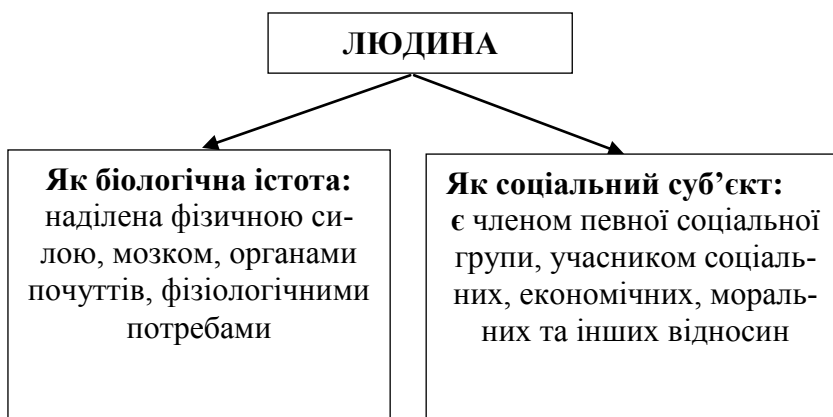 ЛЮДИНА
Як біологічна істота:
наділена фізичною си-
лою, мозком, органами
почуттів, фізіологічними
потребами
Як соціальний суб’єкт:
є членом певної соціальної
групи, учасником соціаль-
них, економічних, мораль-
них та інших відносин